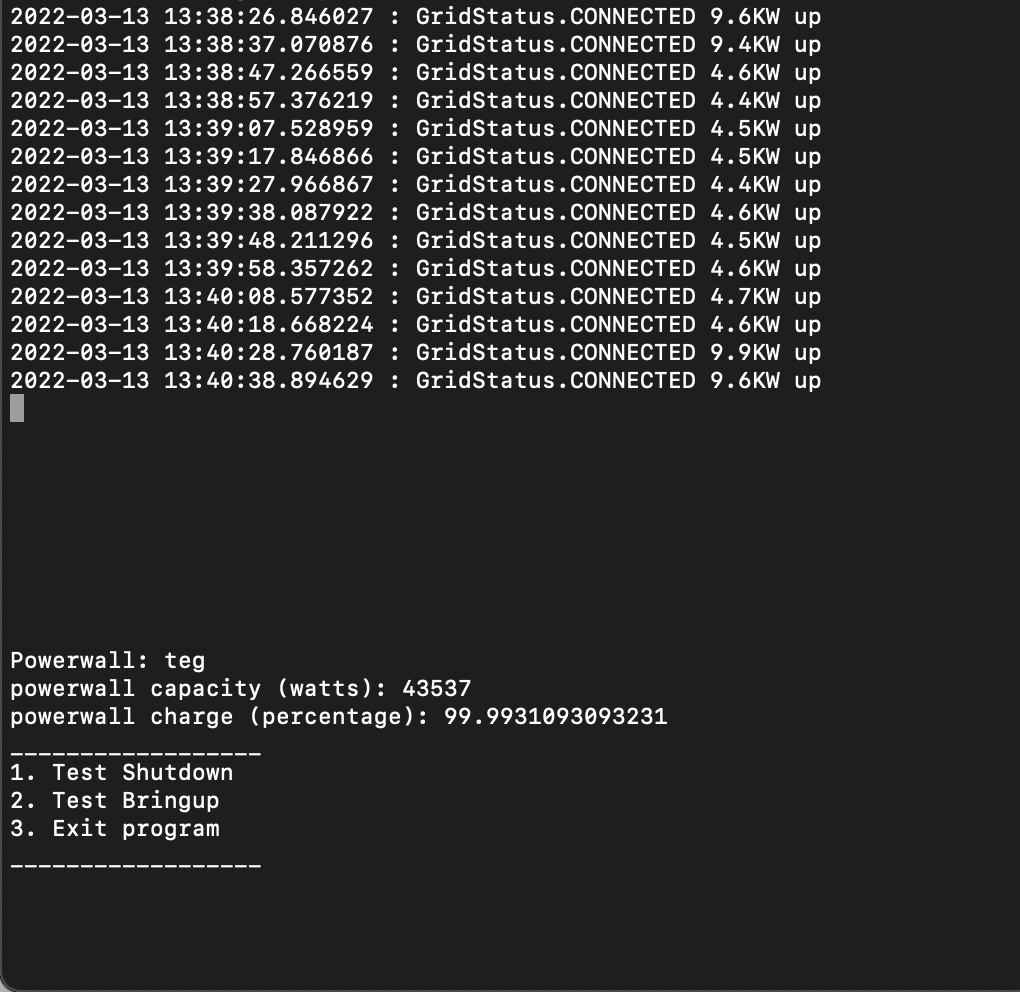 2022-03-13 13:38:26.846027 : GridStatus.CONNECTED 9.6KW up
2022-03-13 13:38:37.070876 : GridStatus.CONNECTED 9.4KW up
2022-03-13 13:38:47.266559 : GridStatus.CONNECTED 4.6KW up
2022-03-13 13:38:57.376219 : GridStatus.CONNECTED 4.4KW up
2022-03-13 13:39:07.528959 : GridStatus.CONNECTED 4.5KW up
2022-03-13 13:39:17.846866 : GridStatus.CONNECTED 4.5KW up
2022-03-13 13:39:27.966867 : GridStatus.CONNECTED 4.4KW up
2022-03-13 13:39:38.087922 : GridStatus.CONNECTED 4.6KW up
2022-03-13 13:39:48.211296 : GridStatus.CONNECTED 4.5KW up
2022-03-13 13:39:58.357262 : GridStatus.CONNECTED 4.6KW up
2022-03-13 13:40:08.577352 : GridStatus.CONNECTED 4.7KW up
2022-03-13 13:40:18.668224 : GridStatus.CONNECTED 4.6KW up
2022-03-13 13:40:28.760187 : GridStatus.CONNECTED 9.9KW up
2022-03-13 13:40:38.894629 : GridStatus.CONNECTED 9.6KW up
Powerwall: teg
powerwall capacity (watts): 43537
powerwall charge (percentage): 99.9931093093231
__________________
1. Test Shutdown
2. Test Bringup
3. Exit program
__________________